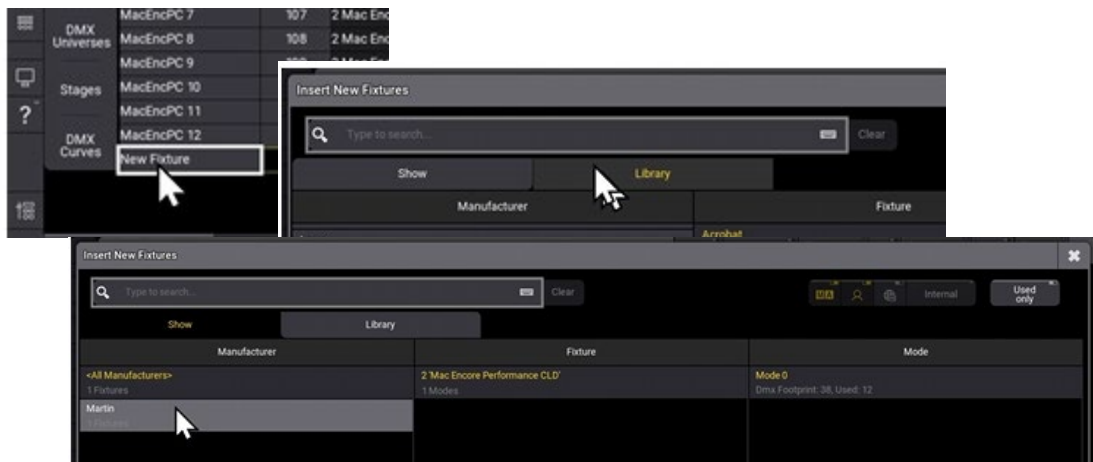 MacEncPC 7 107 2 Mac Enc
DMX
Universes
MacEncPC 8 108 2 Mac Enc
MacEncPC 9
Stages
MacEncPC 10
?
MacEncPC 11
DMX
Curves
MacEncPC 12
New Fixture
Insert New Fixtures
Type to search...
Clear
Show Library
Manufacturer Fixture
Acrobat
Insert New Fixtures
Type to search...
Clear
MA
Internal
Used
only
Show Library
Manufacturer Fixture Mode
<All Manufacturers> 2 'Mac Encore Performance CLD' Mode 0
1 Fixtures 1 Modes Dmx Footprint: 38, Used: 12
Martin
1 Fixtures